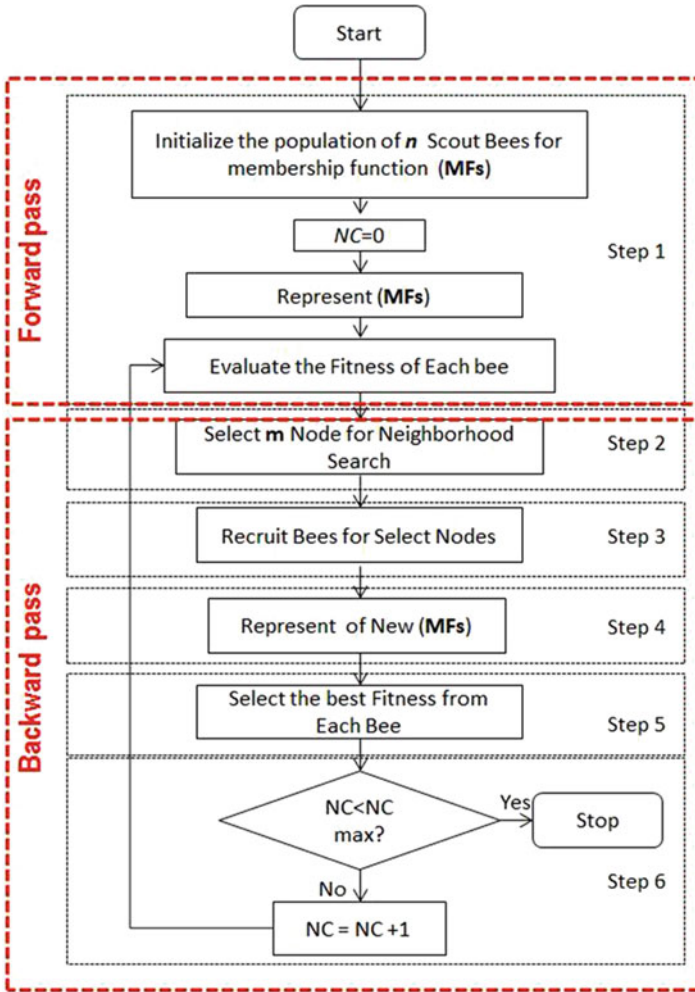 Start
Forward pass
Initialize the population of n Scout Bees for
membership function (MFs)
NC=0
Step 1
Represent (MFs)
Evaluate the Fitness of Each bee
Backward pass
Select m Node for Neighborhood
Search
Step 2
Recruit Bees for Select Nodes
Step 3
Represent of New (MFs)
Step 4
Select the best Fitness from
Each Bee
Step 5
NC<NC
max?
Yes
Stop
No
Step 6
NC = NC +1